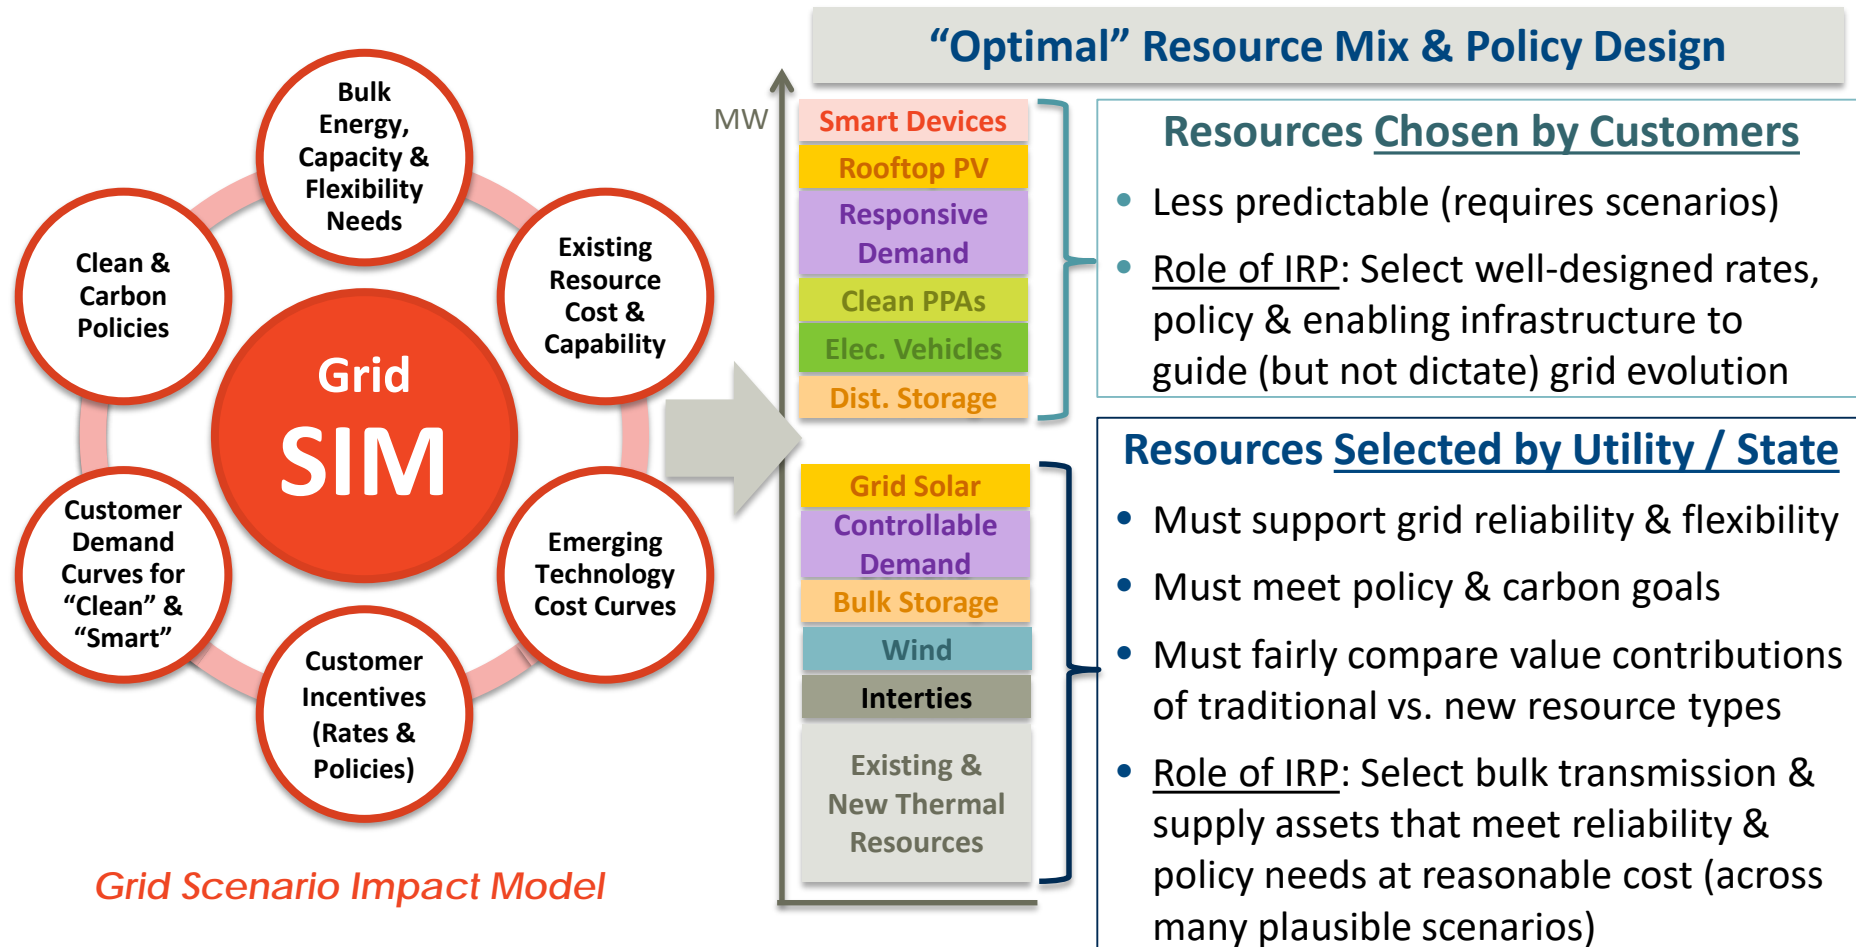 “Optimal” Resource Mix & Policy Design
Bulk
Energy,
Capacity &
Flexibility
Needs
Existing
Resource
Cost &
Capability
Emerging
Technology
Cost Curves
Customer
Incentives
(Rates &
Policies)
Customer
Demand
Curves for
“Clean” &
“Smart”
Clean &
Carbon
Policies
Grid
SIM
Grid Scenario Impact Model
MW
Smart Devices
Rooftop PV
Responsive
Demand
Clean PPAs
Elec. Vehicles
Dist. Storage
Grid Solar
Controllable
Demand
Bulk Storage
Wind
Interties
Existing &
New Thermal
Resources
Resources Chosen by Customers
• Less predictable (requires scenarios)
• Role of IRP: Select well-designed rates,
policy & enabling infrastructure to
guide (but not dictate) grid evolution
Resources Selected by Utility / State
• Must support grid reliability & flexibility
• Must meet policy & carbon goals
• Must fairly compare value contributions
of traditional vs. new resource types
• Role of IRP: Select bulk transmission &
supply assets that meet reliability &
policy needs at reasonable cost (across
many plausible scenarios)